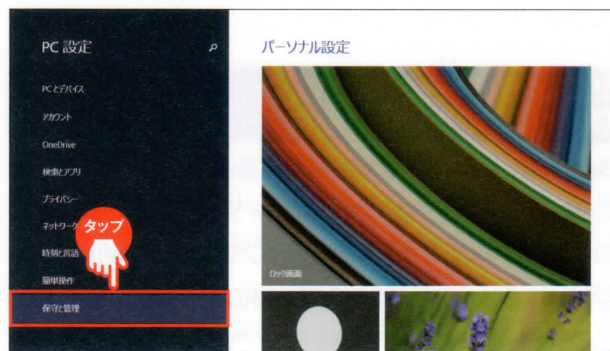 PC 設定
パーソナル設定
PC とデバイス
アカウント
OneDrive
検索とアプリ
プライバシー
ネットワーク
タップ
時刻と言語
簡単操作
ロック画面
保守と管理